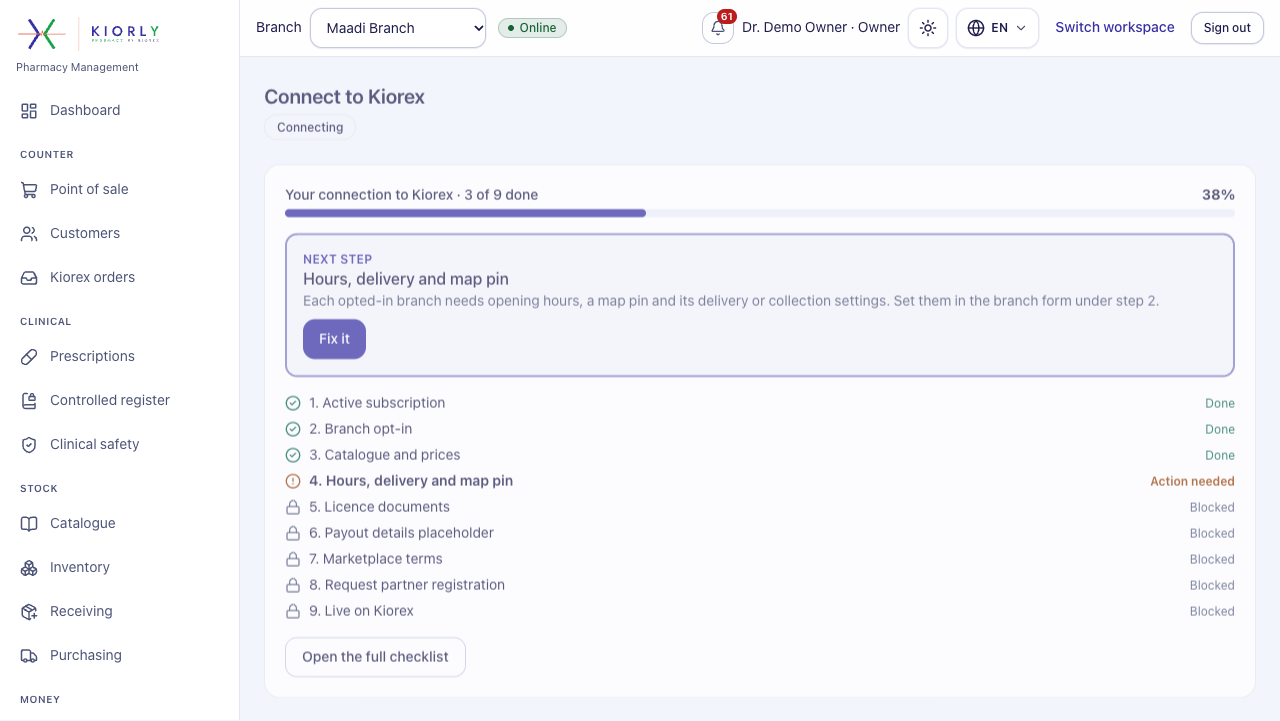 KIORLY
PHARMACY BY KIOREX
Pharmacy Management
Dashboard
COUNTER
Point of sale
Customers
Kiorex orders
CLINICAL
Prescriptions
Controlled register
Clinical safety
STOCK
Catalogue
Inventory
Receiving
Purchasing
MONEY
Branch
Maadi Branch
Online
61
Dr. Demo Owner · Owner
EN
Switch workspace
Sign out
Connect to Kiorex
Connecting
Your connection to Kiorex · 3 of 9 done
38%
NEXT STEP
Hours, delivery and map pin
Each opted-in branch needs opening hours, a map pin and its delivery or collection settings. Set them in the branch form under step 2.
Fix it
1. Active subscription Done
2. Branch opt-in Done
3. Catalogue and prices Done
4. Hours, delivery and map pin Action needed
5. Licence documents Blocked
6. Payout details placeholder Blocked
7. Marketplace terms Blocked
8. Request partner registration Blocked
9. Live on Kiorex Blocked
Open the full checklist